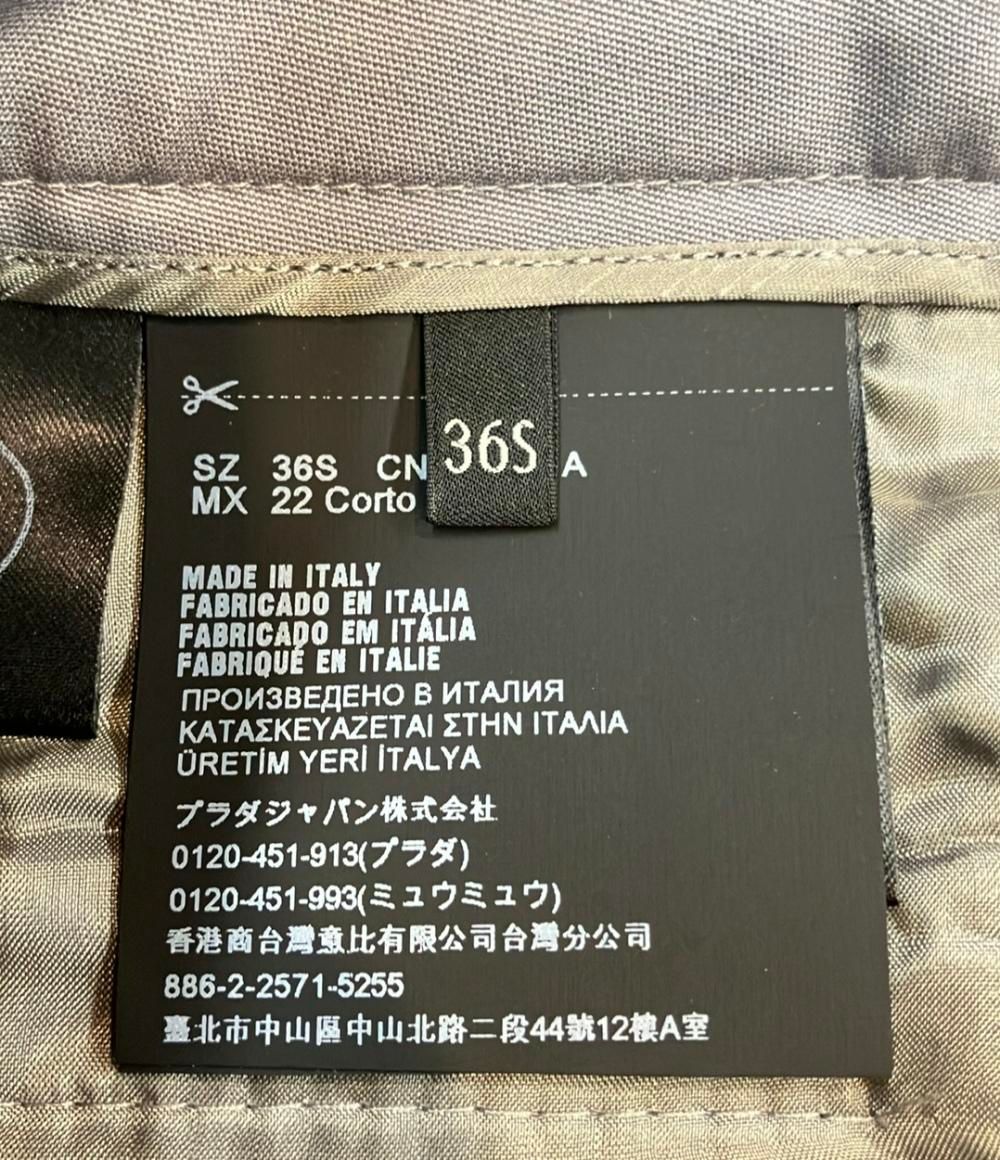 36S
SZ 36S CN A
MX 22 Corto
MADE IN ITALY
FABRICADO EN ITALIA
FABRICADO EM ITÁLIA
FABRIQUÉ EN ITALIE
ПРОИЗВЕДЕНО В ИТАЛИЯ
ΚΑΤΑΣΚΕΥΑΖΕΤΑΙ ΣΤΗΝ ΙΤΑΛΙΑ
ÜRETİM YERİ İTALYA
プラダジャパン株式会社
0120-451-913(プラダ)
0120-451-993(ミュウミュウ)
香港商台灣意比有限公司台灣分公司
886-2-2571-5255
臺北市中山區中山北路二段44號12樓A室